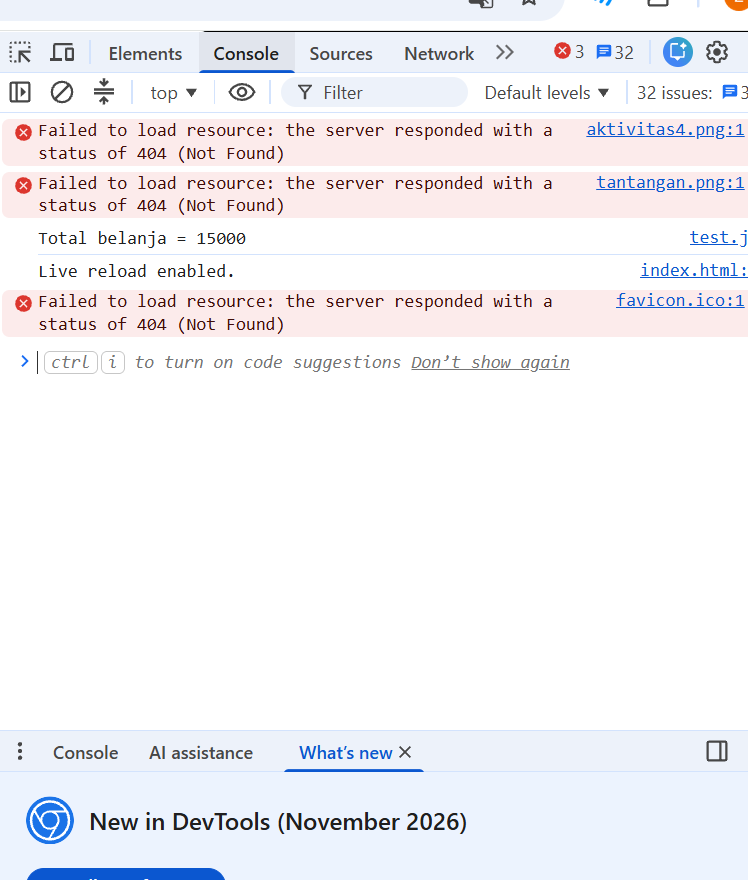 Elements Console Sources Network 3 32
top Filter Default levels 32 issues: 3
Failed to load resource: the server responded with a aktivitas4.png:1
status of 404 (Not Found)
Failed to load resource: the server responded with a tantangan.png:1
status of 404 (Not Found)
Total belanja = 15000 test.j
Live reload enabled. index.html:
Failed to load resource: the server responded with a favicon.ico:1
status of 404 (Not Found)
ctrl i to turn on code suggestions Don't show again
Console AI assistance What's new
New in DevTools (November 2026)